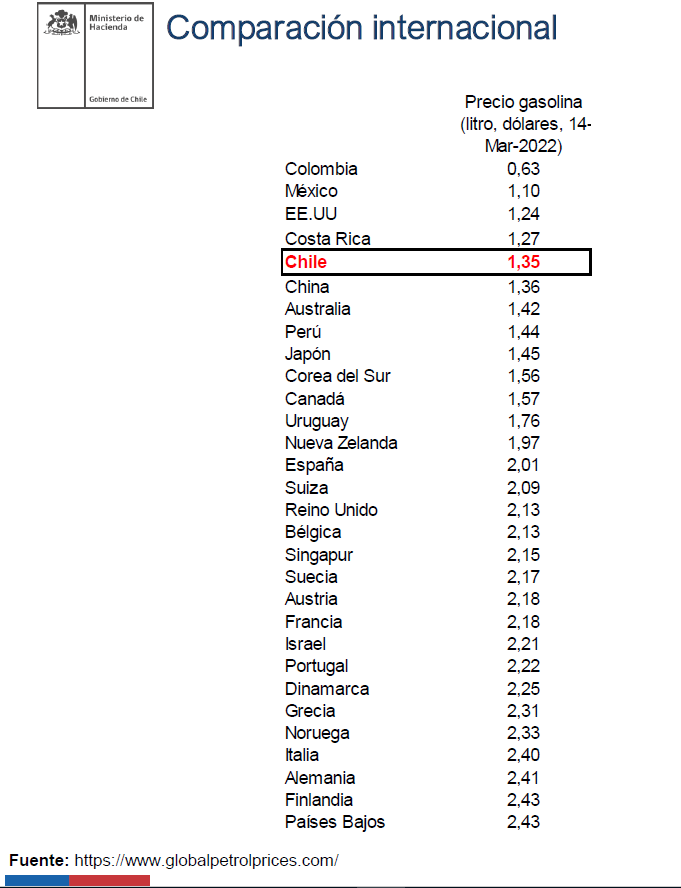 Ministerio de
Hacienda
Gobierno de Chile
Comparación internacional
Precio gasolina
(litro, dólares, 14-
Mar-2022)
Colombia 0,63
México 1,10
EE.UU 1,24
Costa Rica 1,27
Chile 1,35
China 1,36
Australia 1,42
Perú 1,44
Japón 1,45
Corea del Sur 1,56
Canadá 1,57
Uruguay 1,76
Nueva Zelanda 1,97
España 2,01
Suiza 2,09
Reino Unido 2,13
Bélgica 2,13
Singapur 2,15
Suecia 2,17
Austria 2,18
Francia 2,18
Israel 2,21
Portugal 2,22
Dinamarca 2,25
Grecia 2,31
Noruega 2,33
Italia 2,40
Alemania 2,41
Finlandia 2,43
Países Bajos 2,43
Fuente: https://www.globalpetrolprices.com/